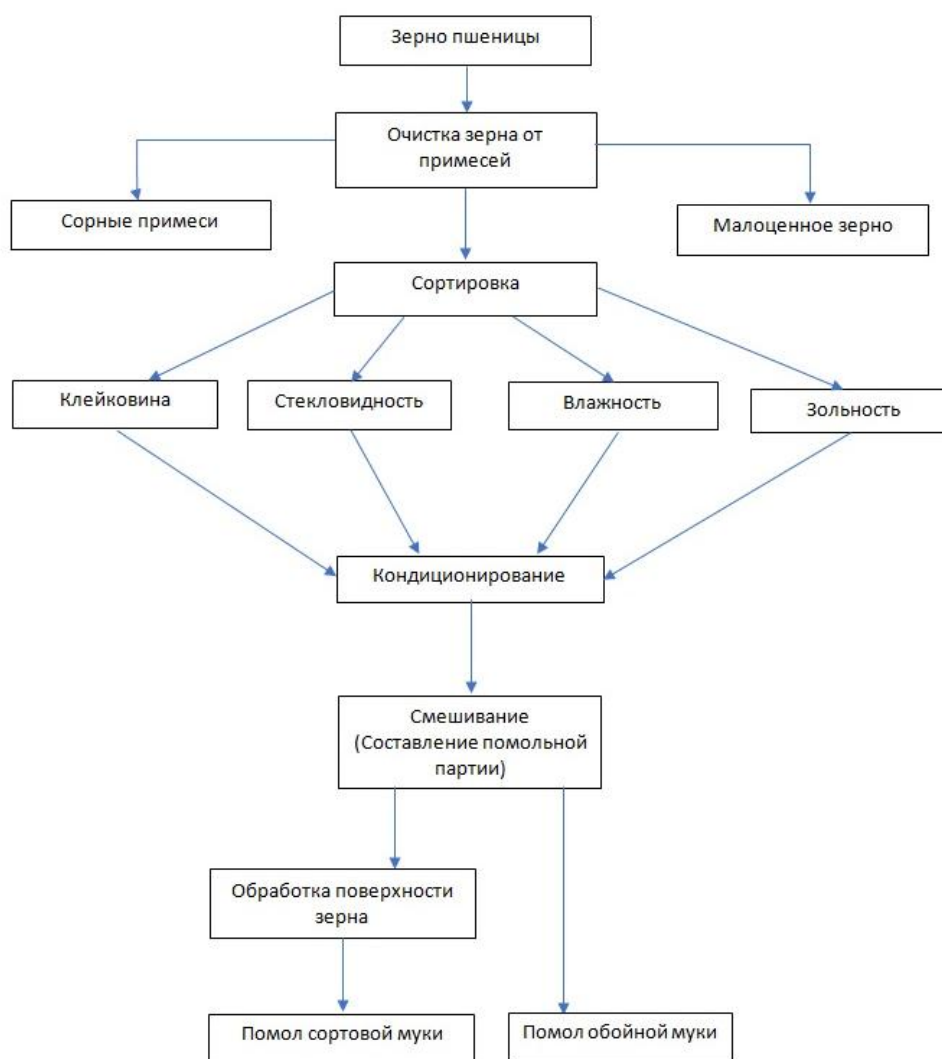 Зерно пшеницы
Очистка зерна от
примесей
Сорные примеси
Малоценное зерно
Сортировка
Клейковина
Стекловидность
Влажность
Зольность
Кондиционирование
Смешивание
(Составление помольной
партии)
Обработка поверхности
зерна
Помол сортовой муки
Помол обойной муки